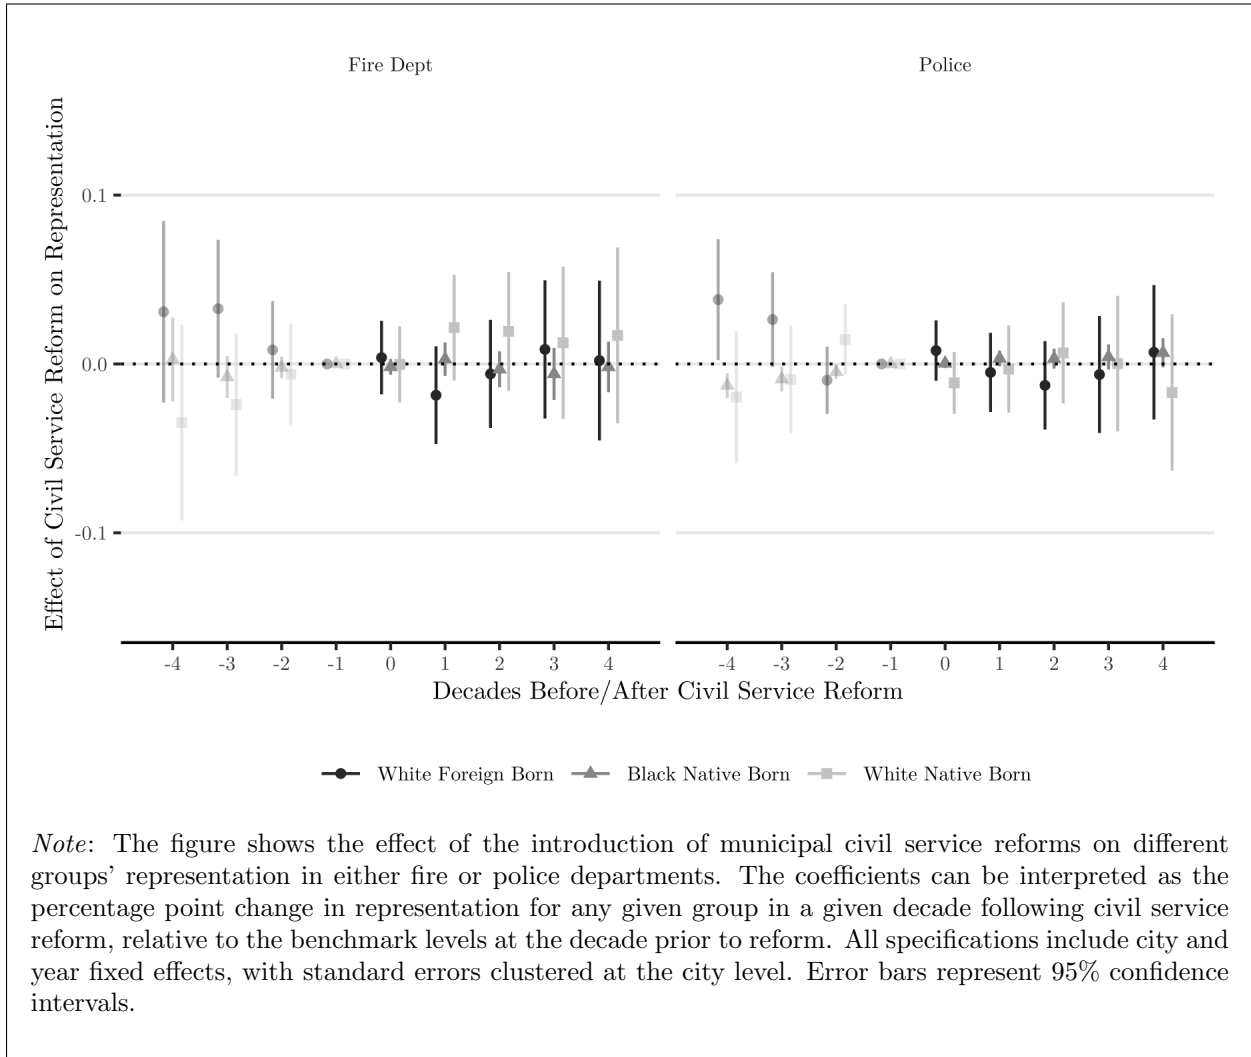 Fire Dept
Police
Effect of Civil Service Reform on Representation
0.1
0.0
-0.1
-4 -3 -2 -1 0 1 2 3 4
-4 -3 -2 -1 0 1 2 3 4
Decades Before/After Civil Service Reform
White Foreign Born Black Native Born White Native Born
Note: The figure shows the effect of the introduction of municipal civil service reforms on different
groups’ representation in either fire or police departments. The coefficients can be interpreted as the
percentage point change in representation for any given group in a given decade following civil service
reform, relative to the benchmark levels at the decade prior to reform. All specifications include city and
year fixed effects, with standard errors clustered at the city level. Error bars represent 95% confidence
intervals.